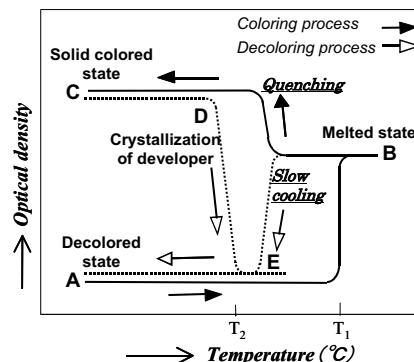 Coloring process
Decoloring process
Solid colored
state
C
Quenching
D
Melted state
B
Crystallization
of developer
Slow
cooling
Decolored
state
E
A
T2
T1
Optical density
Temperature(℃)